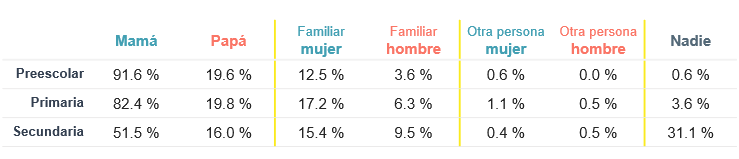 Mamá Papá Familiar mujer Familiar hombre Otra persona mujer Otra persona hombre Nadie
Preescolar 91.6 % 19.6 % 12.5 % 3.6 % 0.6 % 0.0 % 0.6 %
Primaria 82.4 % 19.8 % 17.2 % 6.3 % 1.1 % 0.5 % 3.6 %
Secundaria 51.5 % 16.0 % 15.4 % 9.5 % 0.4 % 0.5 % 31.1 %